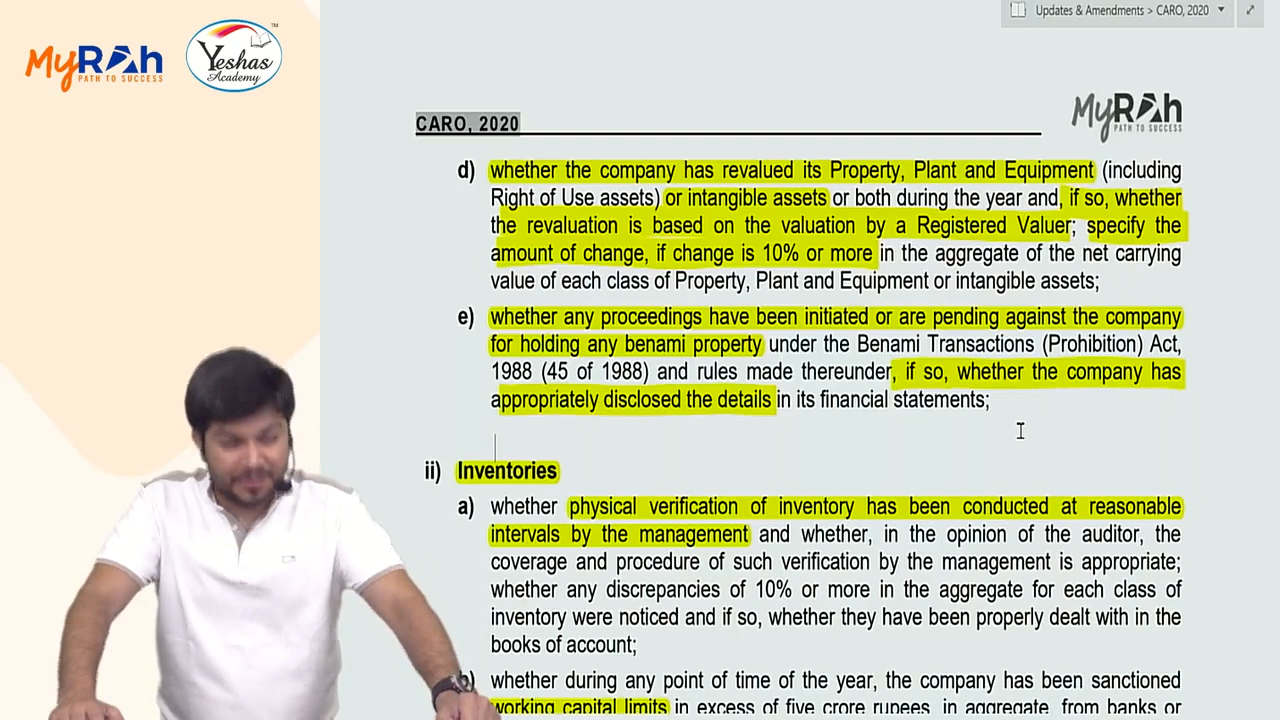 Updates & Amendments > CARO, 2020
MyRAh
PATH TO SUCCESS
Yeshas
Academy
TM
MyRAh
PATH TO SUCCESS
CARO, 2020
d) whether the company has revalued its Property, Plant and Equipment (including
Right of Use assets) or intangible assets or both during the year and, if so, whether
the revaluation is based on the valuation by a Registered Valuer; specify the
amount of change, if change is 10% or more in the aggregate of the net carrying
value of each class of Property, Plant and Equipment or intangible assets;
e) whether any proceedings have been initiated or are pending against the company
for holding any benami property under the Benami Transactions (Prohibition) Act,
1988 (45 of 1988) and rules made thereunder, if so, whether the company has
appropriately disclosed the details in its financial statements;
ii) Inventories
a) whether physical verification of inventory has been conducted at reasonable
intervals by the management and whether, in the opinion of the auditor, the
coverage and procedure of such verification by the management is appropriate;
whether any discrepancies of 10% or more in the aggregate for each class of
inventory were noticed and if so, whether they have been properly dealt with in the
books of account;
b) whether during any point of time of the year, the company has been sanctioned
working capital limits in excess of five crore rupees, in aggregate, from banks or